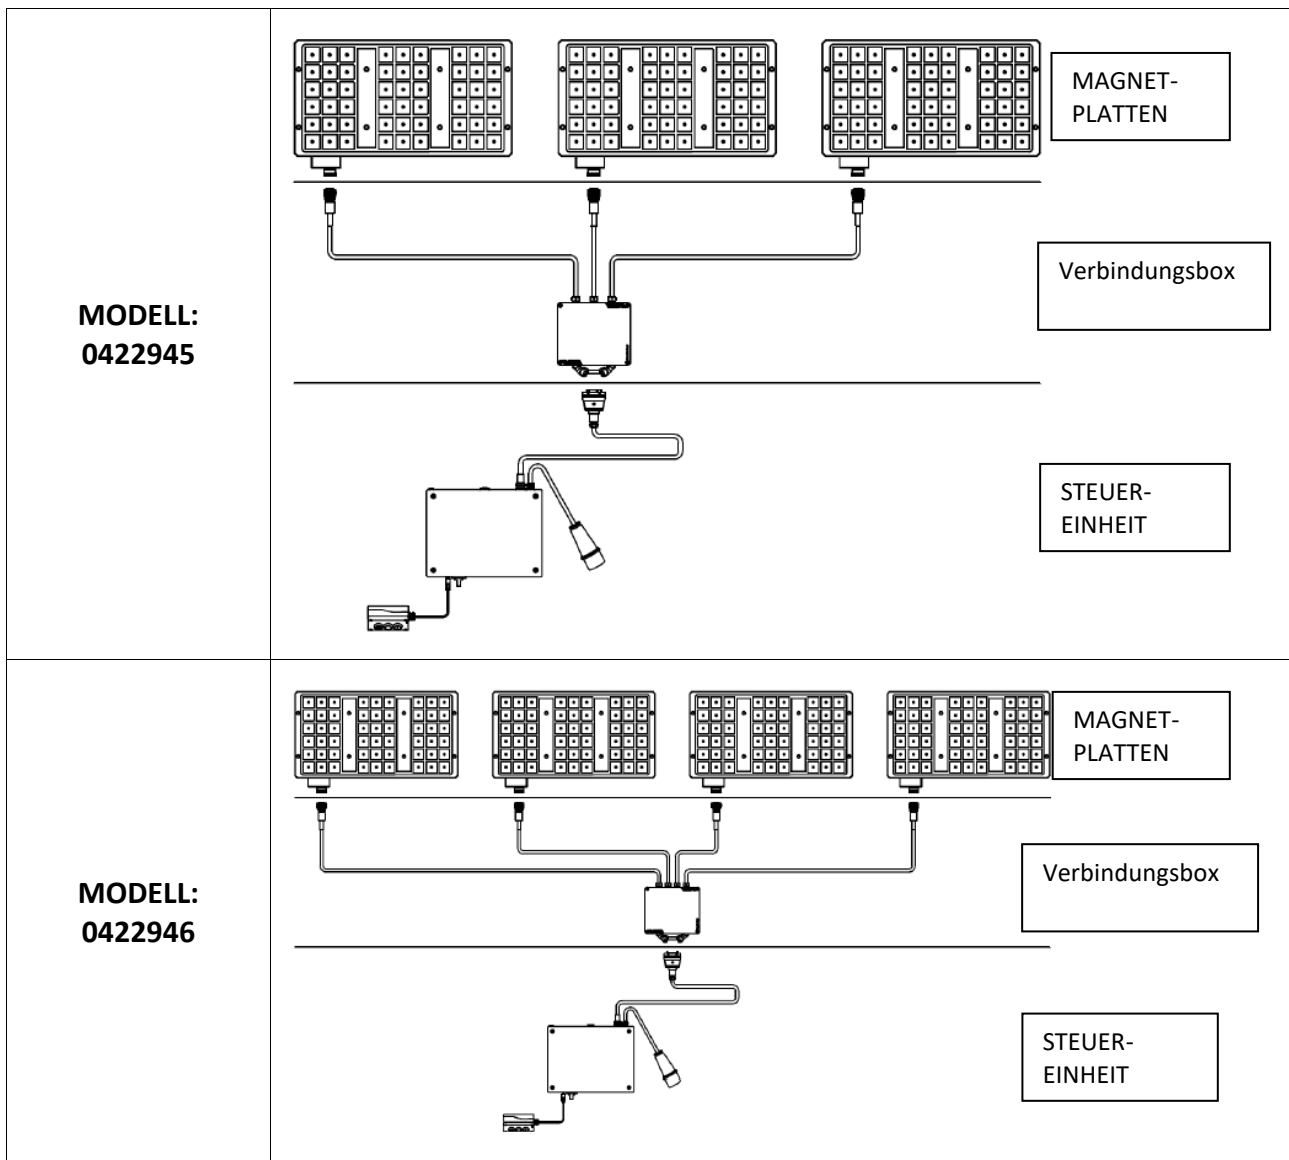 MODELL:
0422945
MAGNET-
PLATTEN
Verbindungsbox
STEUER-
EINHEIT
MODELL:
0422946
MAGNET-
PLATTEN
Verbindungsbox
STEUER-
EINHEIT